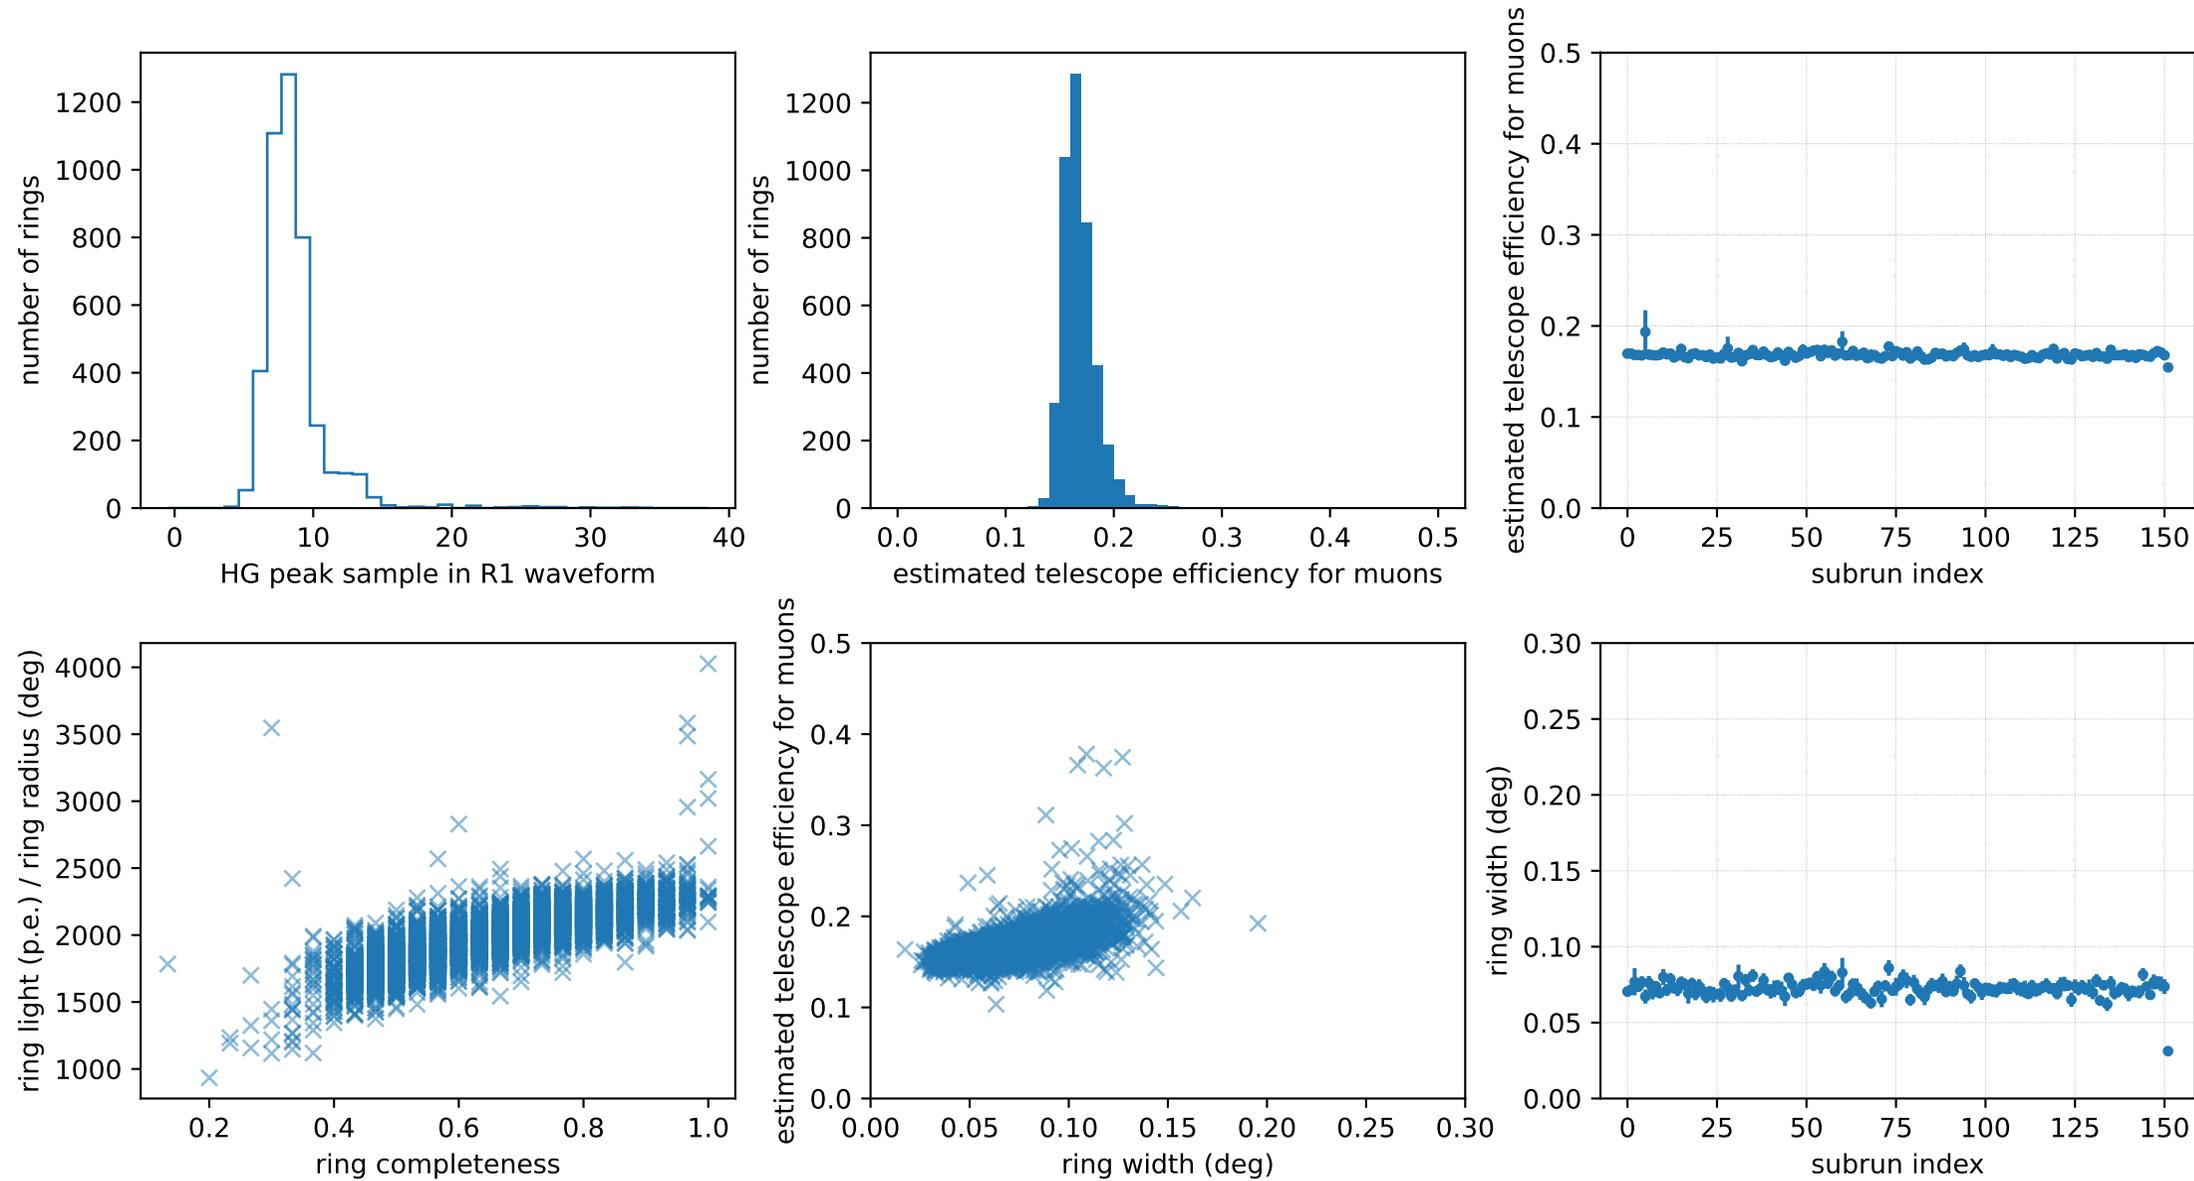 1200
1000
800
600
400
200
0
number of rings
0 10 20 30 40
HG peak sample in R1 waveform
1200
1000
800
600
400
200
0
number of rings
0.0 0.1 0.2 0.3 0.4 0.5
estimated telescope efficiency for muons
0.5
0.4
0.3
0.2
0.1
0.0
estimated telescope efficiency for muons
0 25 50 75 100 125 150
subrun index
4000
3500
3000
2500
2000
1500
1000
ring light (p.e.) / ring radius (deg)
0.2 0.4 0.6 0.8 1.0
ring completeness
0.5
0.4
0.3
0.2
0.1
0.0
estimated telescope efficiency for muons
0.00 0.05 0.10 0.15 0.20 0.25 0.30
ring width (deg)
0.30
0.25
0.20
0.15
0.10
0.05
0.00
ring width (deg)
0 25 50 75 100 125 150
subrun index